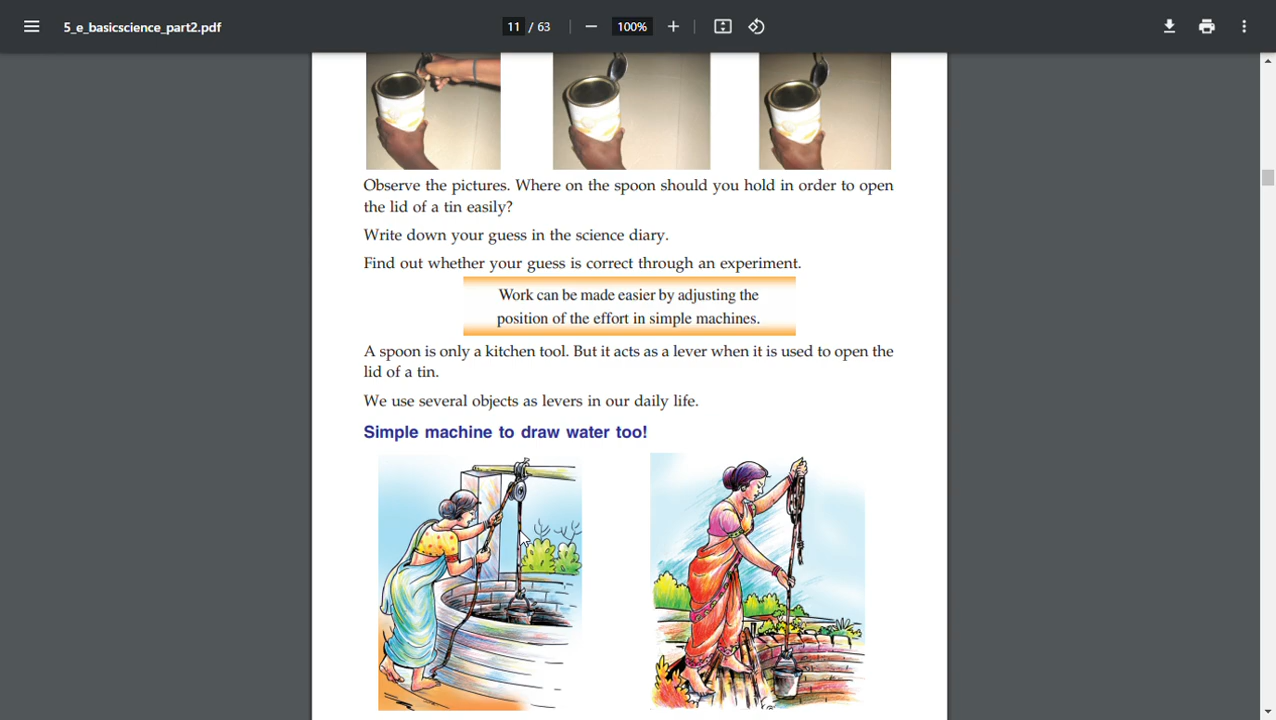 5_e_basicscience_part2.pdf
11 / 63
100%
Observe the pictures. Where on the spoon should you hold in order to open
the lid of a tin easily?
Write down your guess in the science diary.
Find out whether your guess is correct through an experiment.
Work can be made easier by adjusting the
position of the effort in simple machines.
A spoon is only a kitchen tool. But it acts as a lever when it is used to open the
lid of a tin.
We use several objects as levers in our daily life.
Simple machine to draw water too!